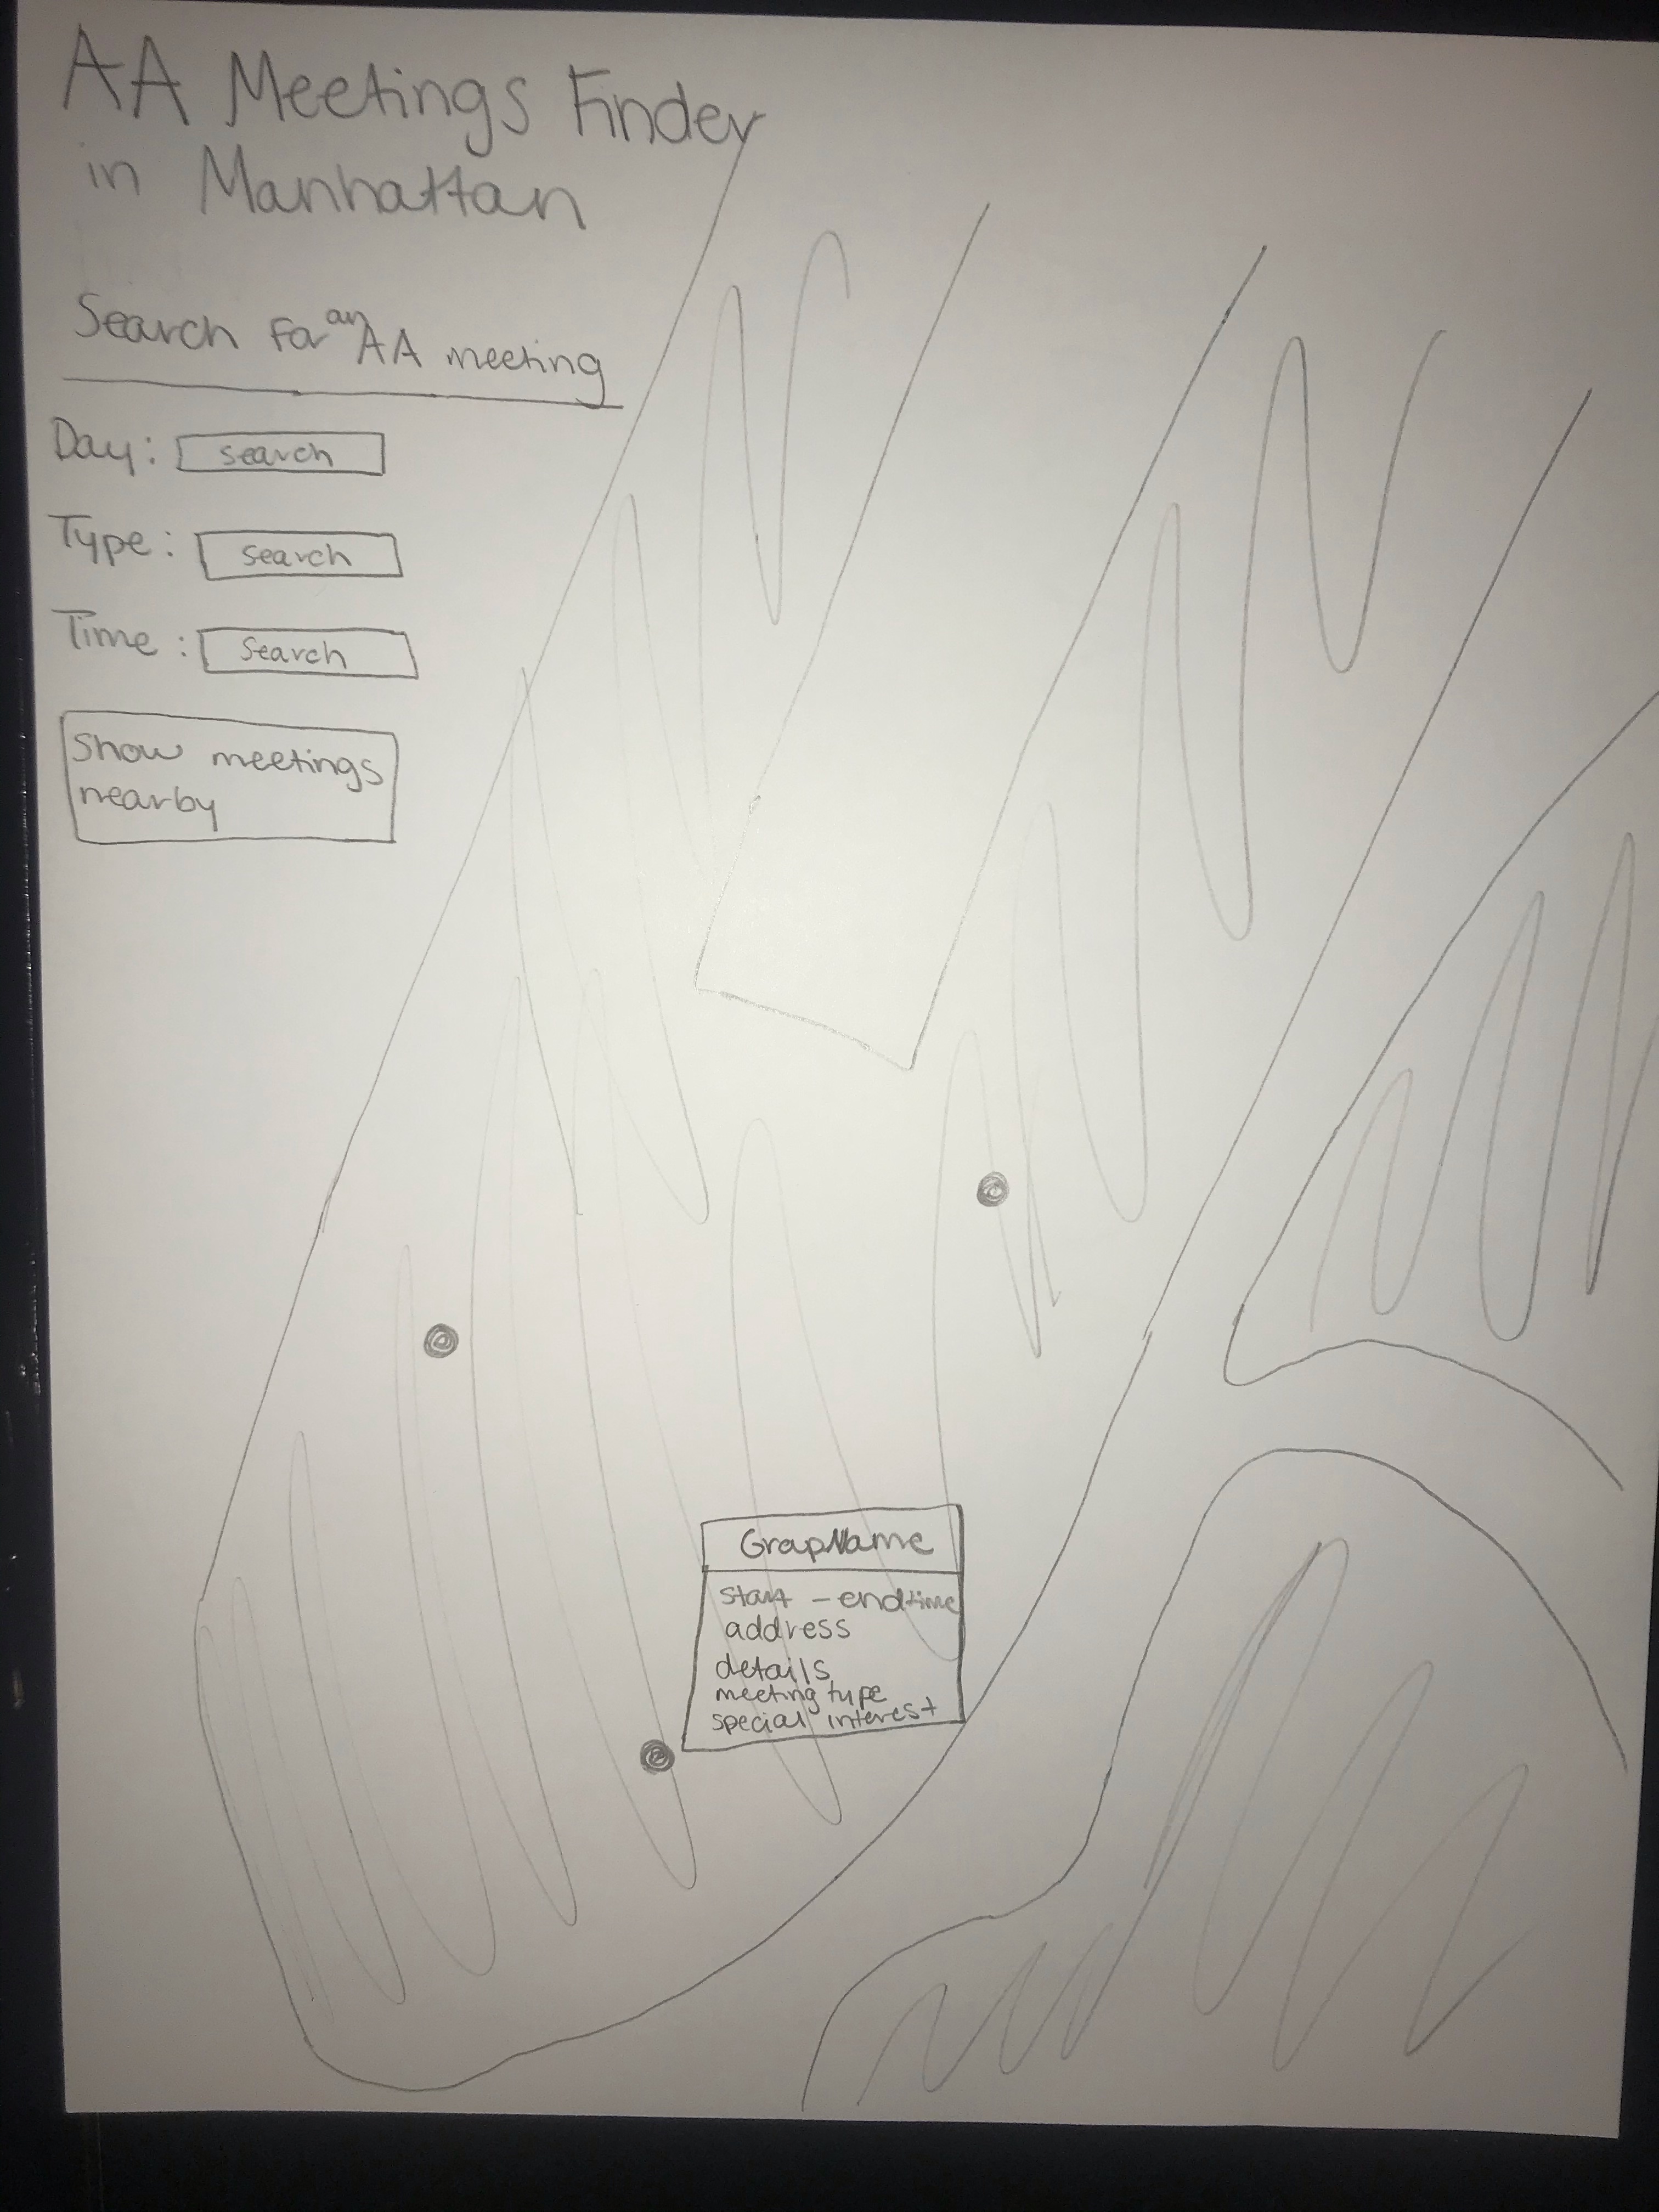 AA Meetings Finder
in Manhattan
Search For an AA meeting
Day: search
Type: search
Time: search
Show meetings
nearby
GroupName
start - endtime
address
details
meeting type
special interest